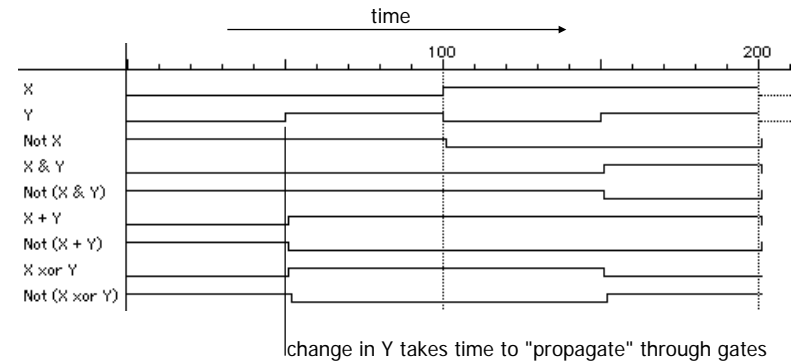 time
100 200
X
Y
Not X
X & Y
Not (X & Y)
X + Y
Not (X + Y)
X xor Y
Not (X xor Y)
change in Y takes time to "propagate" through gates